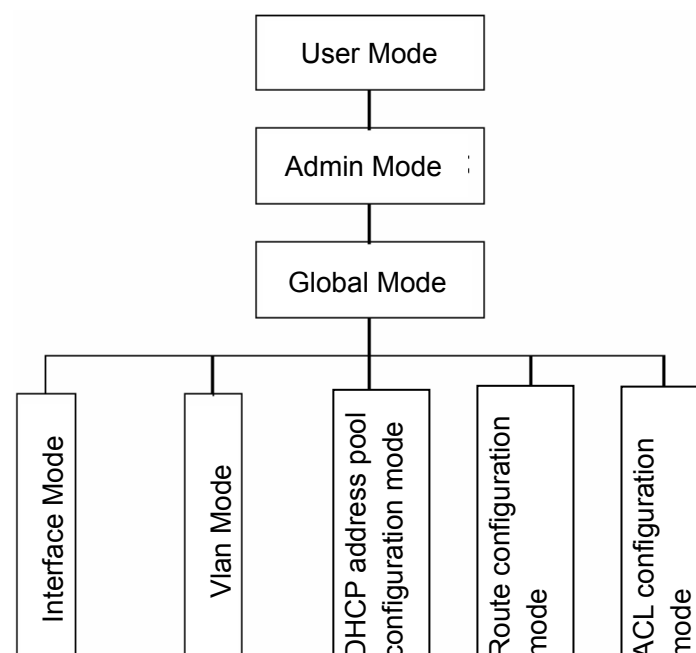 User Mode
Admin Mode
Global Mode
Interface Mode
Vlan Mode
DHCP address pool
configuration mode
Route configuration
mode
ACL configuration
mode